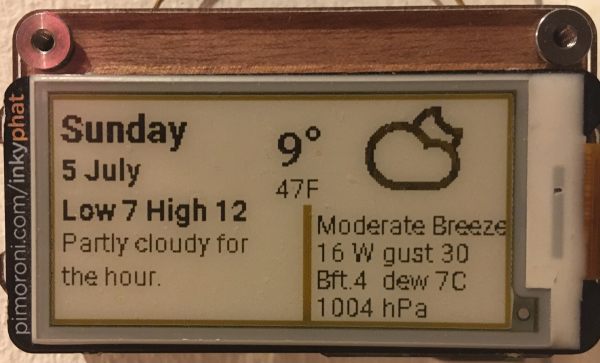 pimoroni.com/inkyphat
Sunday
5 July
Low 7 High 12
Partly cloudy for
the hour.
9°
47F
Moderate Breeze
16 W gust 30
Bft.4 dew 7C
1004 hPa